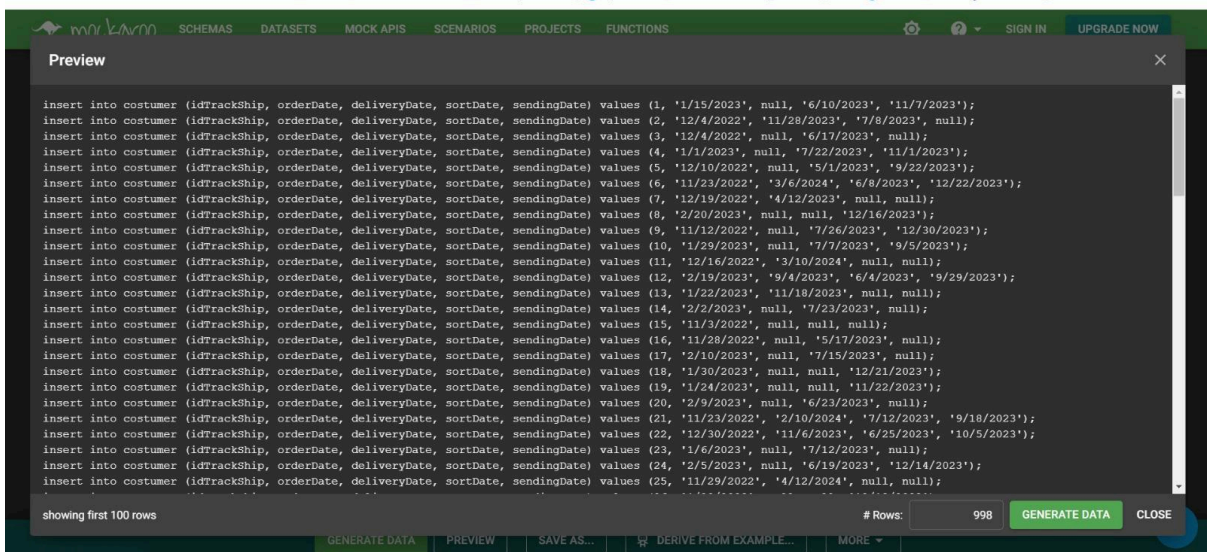 mockaroo SCHEMAS DATASETS MOCK APIS SCENARIOS PROJECTS FUNCTIONS SIGN IN UPGRADE NOW
Preview
insert into costumer (idTrackShip, orderDate, deliveryDate, sortDate, sendingDate) values (1, '1/15/2023', null, '6/10/2023', '11/7/2023');
insert into costumer (idTrackShip, orderDate, deliveryDate, sortDate, sendingDate) values (2, '12/4/2022', '11/28/2023', '7/8/2023', null);
insert into costumer (idTrackShip, orderDate, deliveryDate, sortDate, sendingDate) values (3, '12/4/2022', null, '6/17/2023', null);
insert into costumer (idTrackShip, orderDate, deliveryDate, sortDate, sendingDate) values (4, '1/1/2023', null, '7/22/2023', '11/1/2023');
insert into costumer (idTrackShip, orderDate, deliveryDate, sortDate, sendingDate) values (5, '12/10/2022', null, '5/1/2023', '9/22/2023');
insert into costumer (idTrackShip, orderDate, deliveryDate, sortDate, sendingDate) values (6, '11/23/2022', '3/6/2024', '6/8/2023', '12/22/2023');
insert into costumer (idTrackShip, orderDate, deliveryDate, sortDate, sendingDate) values (7, '12/19/2022', '4/12/2023', null, null);
insert into costumer (idTrackShip, orderDate, deliveryDate, sortDate, sendingDate) values (8, '2/20/2023', null, null, '12/16/2023');
insert into costumer (idTrackShip, orderDate, deliveryDate, sortDate, sendingDate) values (9, '11/12/2022', null, '7/26/2023', '12/30/2023');
insert into costumer (idTrackShip, orderDate, deliveryDate, sortDate, sendingDate) values (10, '1/29/2023', null, '7/7/2023', '9/5/2023');
insert into costumer (idTrackShip, orderDate, deliveryDate, sortDate, sendingDate) values (11, '12/16/2022', '3/10/2024', null, null);
insert into costumer (idTrackShip, orderDate, deliveryDate, sortDate, sendingDate) values (12, '2/19/2023', '9/4/2023', '6/4/2023', '9/29/2023');
insert into costumer (idTrackShip, orderDate, deliveryDate, sortDate, sendingDate) values (13, '1/22/2023', '11/18/2023', null, null);
insert into costumer (idTrackShip, orderDate, deliveryDate, sortDate, sendingDate) values (14, '2/2/2023', null, '7/23/2023', null);
insert into costumer (idTrackShip, orderDate, deliveryDate, sortDate, sendingDate) values (15, '11/3/2022', null, null, null);
insert into costumer (idTrackShip, orderDate, deliveryDate, sortDate, sendingDate) values (16, '11/28/2022', null, '5/17/2023', null);
insert into costumer (idTrackShip, orderDate, deliveryDate, sortDate, sendingDate) values (17, '2/10/2023', null, '7/15/2023', null);
insert into costumer (idTrackShip, orderDate, deliveryDate, sortDate, sendingDate) values (18, '1/30/2023', null, null, '12/21/2023');
insert into costumer (idTrackShip, orderDate, deliveryDate, sortDate, sendingDate) values (19, '1/24/2023', null, null, '11/22/2023');
insert into costumer (idTrackShip, orderDate, deliveryDate, sortDate, sendingDate) values (20, '2/9/2023', null, '6/23/2023', null);
insert into costumer (idTrackShip, orderDate, deliveryDate, sortDate, sendingDate) values (21, '11/23/2022', '2/10/2024', '7/12/2023', '9/18/2023');
insert into costumer (idTrackShip, orderDate, deliveryDate, sortDate, sendingDate) values (22, '12/30/2022', '11/6/2023', '6/25/2023', '10/5/2023');
insert into costumer (idTrackShip, orderDate, deliveryDate, sortDate, sendingDate) values (23, '1/6/2023', null, '7/12/2023', null);
insert into costumer (idTrackShip, orderDate, deliveryDate, sortDate, sendingDate) values (24, '2/5/2023', null, '6/19/2023', '12/14/2023');
insert into costumer (idTrackShip, orderDate, deliveryDate, sortDate, sendingDate) values (25, '11/29/2022', '4/12/2024', null, null);
showing first 100 rows # Rows: 998 GENERATE DATA CLOSE
GENERATE DATA PREVIEW SAVE AS... DERIVE FROM EXAMPLE... MORE